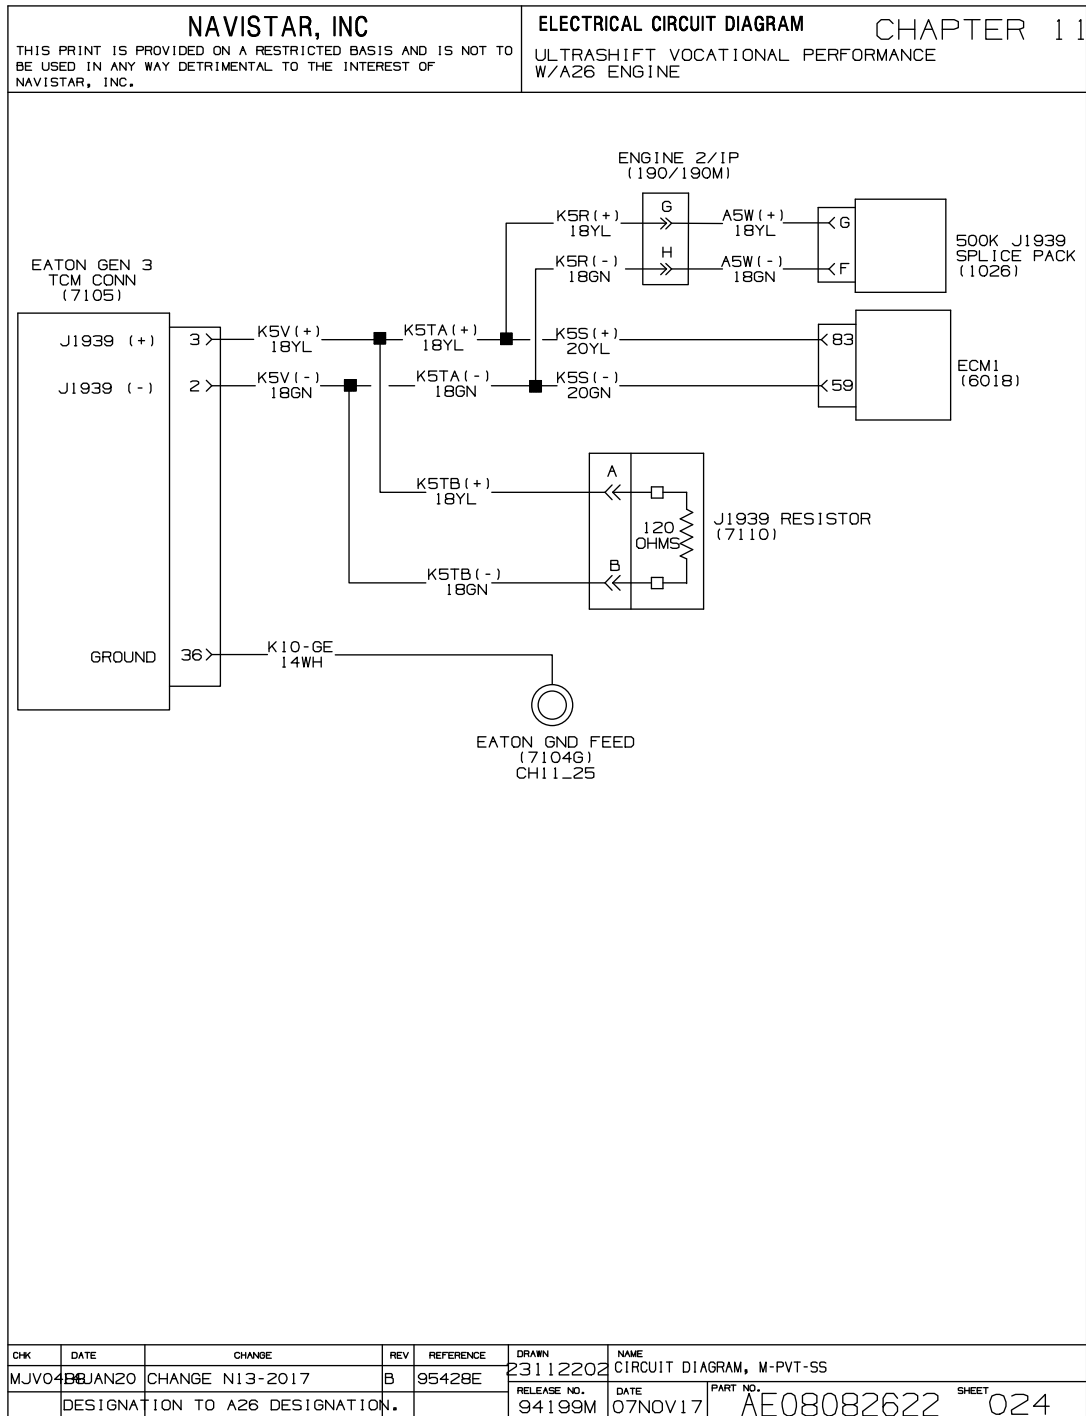 NAVISTAR, INC
THIS PRINT IS PROVIDED ON A RESTRICTED BASIS AND IS NOT TO
BE USED IN ANY WAY DETRIMENTAL TO THE INTEREST OF
NAVISTAR, INC.
ELECTRICAL CIRCUIT DIAGRAM
CHAPTER 11
ULTRASHIFT VOCATIONAL PERFORMANCE
W/A26 ENGINE
ENGINE 2/IP
(190/190M)
K5R(+)
18YL
G
A5W(+)
18YL
G
K5R(-)
18GN
H
A5W(-)
18GN
F
500K J1939
SPLICE PACK
(1026)
EATON GEN 3
TCM CONN
(7105)
J1939 (+)
3
K5V(+)
18YL
K5TA(+)
18YL
K5S(+)
20YL
83
J1939 (-)
2
K5V(-)
18GN
K5TA(-)
18GN
K5S(-)
20GN
59
ECM1
(6018)
K5TB(+)
18YL
A
120
OHMS
J1939 RESISTOR
(7110)
K5TB(-)
18GN
B
GROUND
36
K10-GE
14WH
EATON GND FEED
(7104G)
CH11_25
CHK DATE CHANGE REV REFERENCE
JAN20 CHANGE N13-2017 B 95428E
DESIGNATION TO A26 DESIGNATION.
DRAWN
23112202
NAME
CIRCUIT DIAGRAM, M-PVT-SS
RELEASE NO.
94199M
DATE
07NOV17
PART NO.
AE08082622
SHEET
024